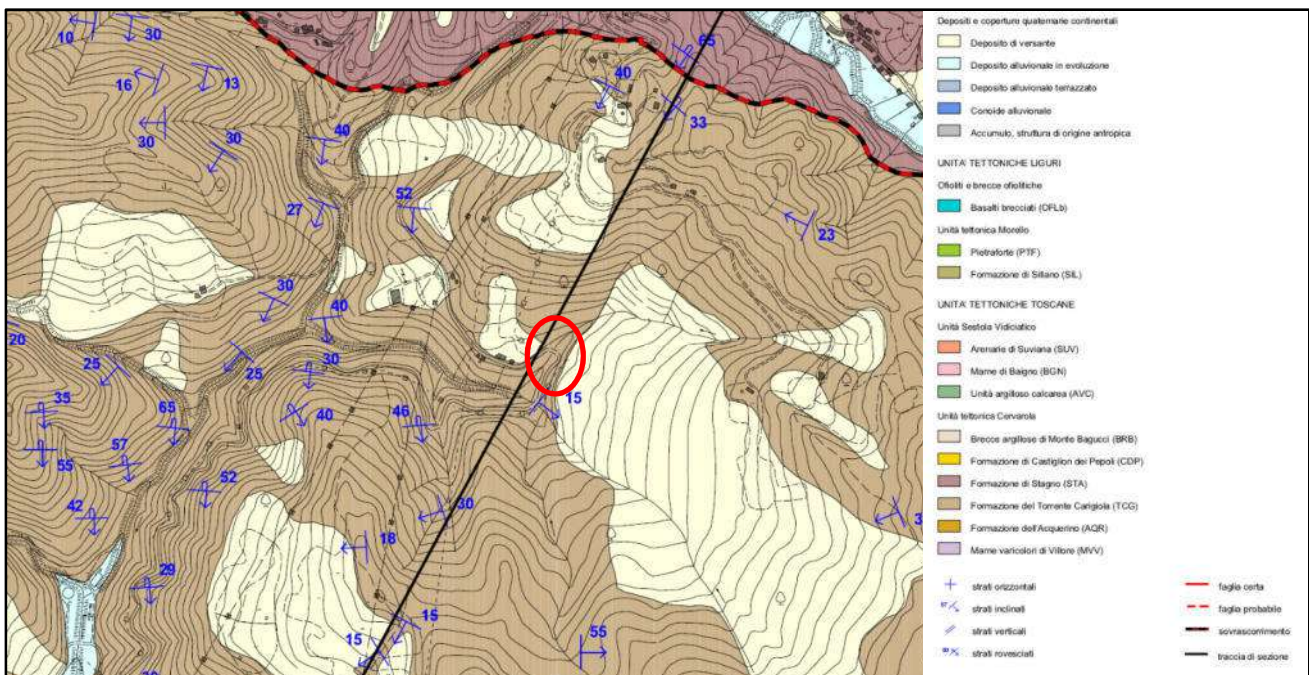 10
30
65
16
13
40
30
30
40
33
27
52
23
30
40
20
25
25
30
35
65
40
46
15
55
57
52
42
30
18
29
15
15
55
Depositi e coperture quaternarie continentali
Deposito di versante
Deposito alluvionale in evoluzione
Deposito alluvionale terrazzato
Conoide alluvionale
Accumulo, struttura di origine antropica
UNITA' TETTONICHE LIGURI
Ofioliti e brecce ofiolitiche
Basalti brecciati (OFLb)
Unità tettonica Morello
Pietraforte (PTF)
Formazione di Sillano (SIL)
UNITA' TETTONICHE TOSCANE
Unità Sestola Vidiciatico
Arenarie di Suviana (SUV)
Marne di Baigno (BGN)
Unità argilloso calcarea (AVC)
Unità tettonica Cervarola
Brecce argillose di Monte Bagucci (BRB)
Formazione di Castiglion dei Pepoli (CDP)
Formazione di Stagno (STA)
Formazione del Torrente Carigiola (TCG)
Formazione dell'Acquerino (AQR)
Marne varicolori di Villore (MVV)
strati orizzontali
strati inclinati
strati verticali
strati rovesciati
faglia certa
faglia probabile
sovrascorrimento
traccia di sezione